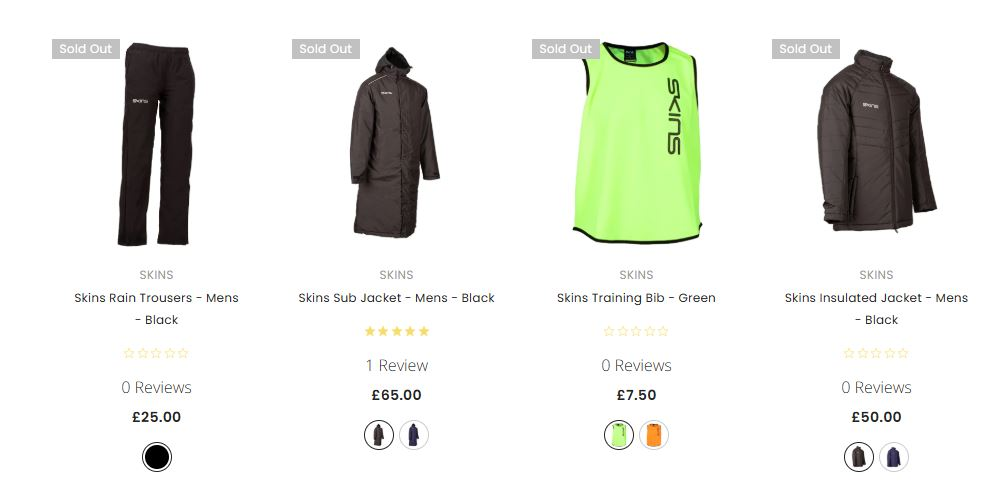 Sold Out
SKINS
SKINS
Skins Rain Trousers - Mens
- Black
0 Reviews
£25.00
Sold Out
SKINS
SKINS
Skins Sub Jacket - Mens - Black
1 Review
£65.00
Sold Out
SKINS
SKINS
Skins Training Bib - Green
0 Reviews
£7.50
Sold Out
SKINS
SKINS
Skins Insulated Jacket - Mens
- Black
0 Reviews
£50.00